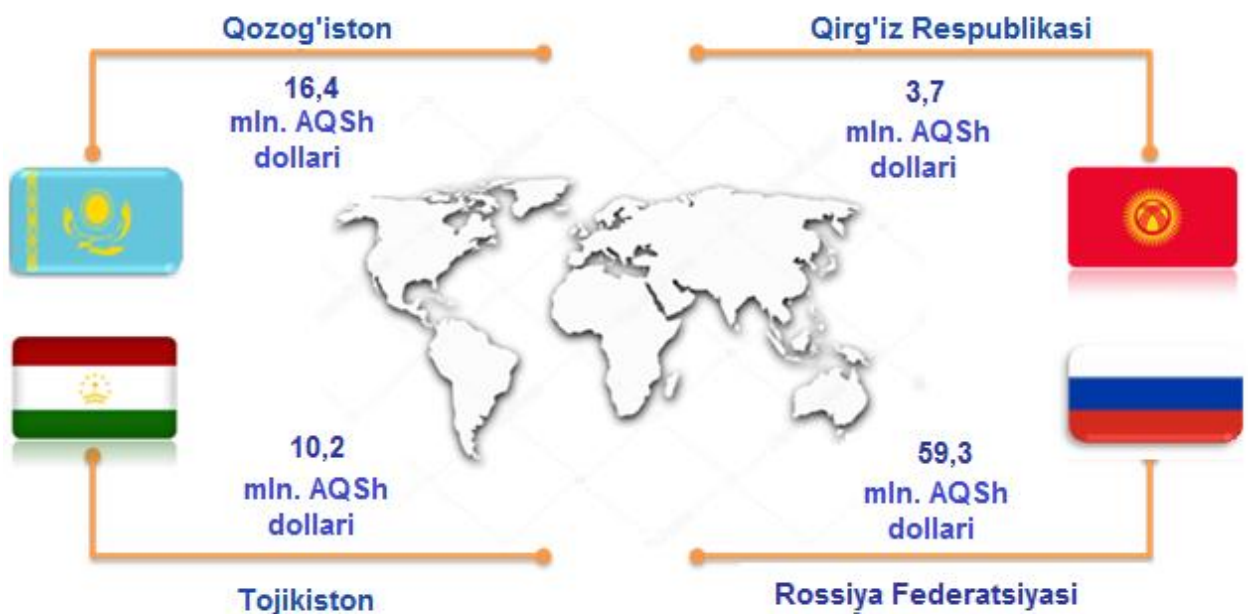 Qozog'iston
16,4
mln. AQSh
dollari
Qirg'iz Respublikasi
3,7
mln. AQSh
dollari
10,2
mln. AQSh
dollari
Tojikiston
59,3
mln. AQSh
dollari
Rossiya Federatsiyasi